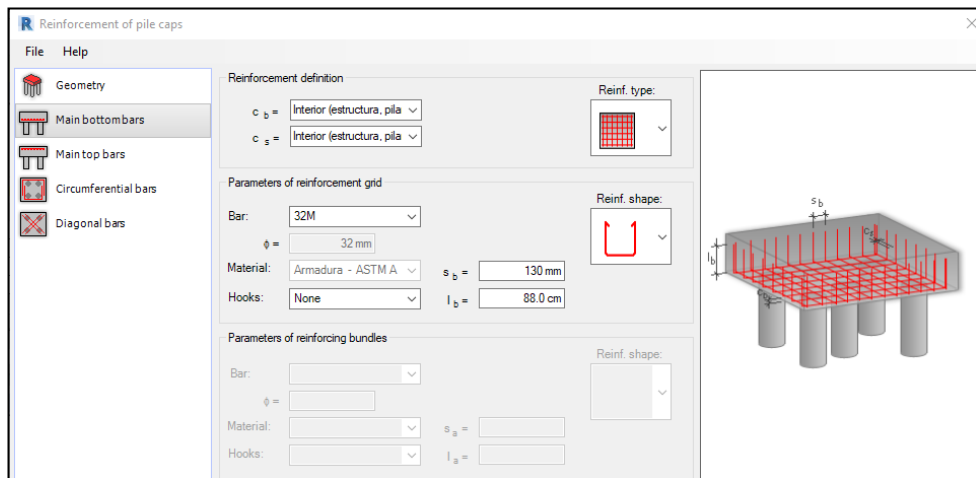 Reinforcement of pile caps
File Help
Geometry
Main bottom bars
Main top bars
Circumferential bars
Diagonal bars
Reinforcement definition
c b = Interior (estructura, pila
c s = Interior (estructura, pila
Reinf. type:
Parameters of reinforcement grid
Bar: 32M
ϕ = 32 mm
Material: Armadura - ASTM A
Hooks: None
Reinf. shape:
s b = 130 mm
l b = 88.0 cm
Parameters of reinforcing bundles
Bar:
ϕ =
Material:
Hooks:
Reinf. shape:
s a =
l a =
s b
l b
c s
c b